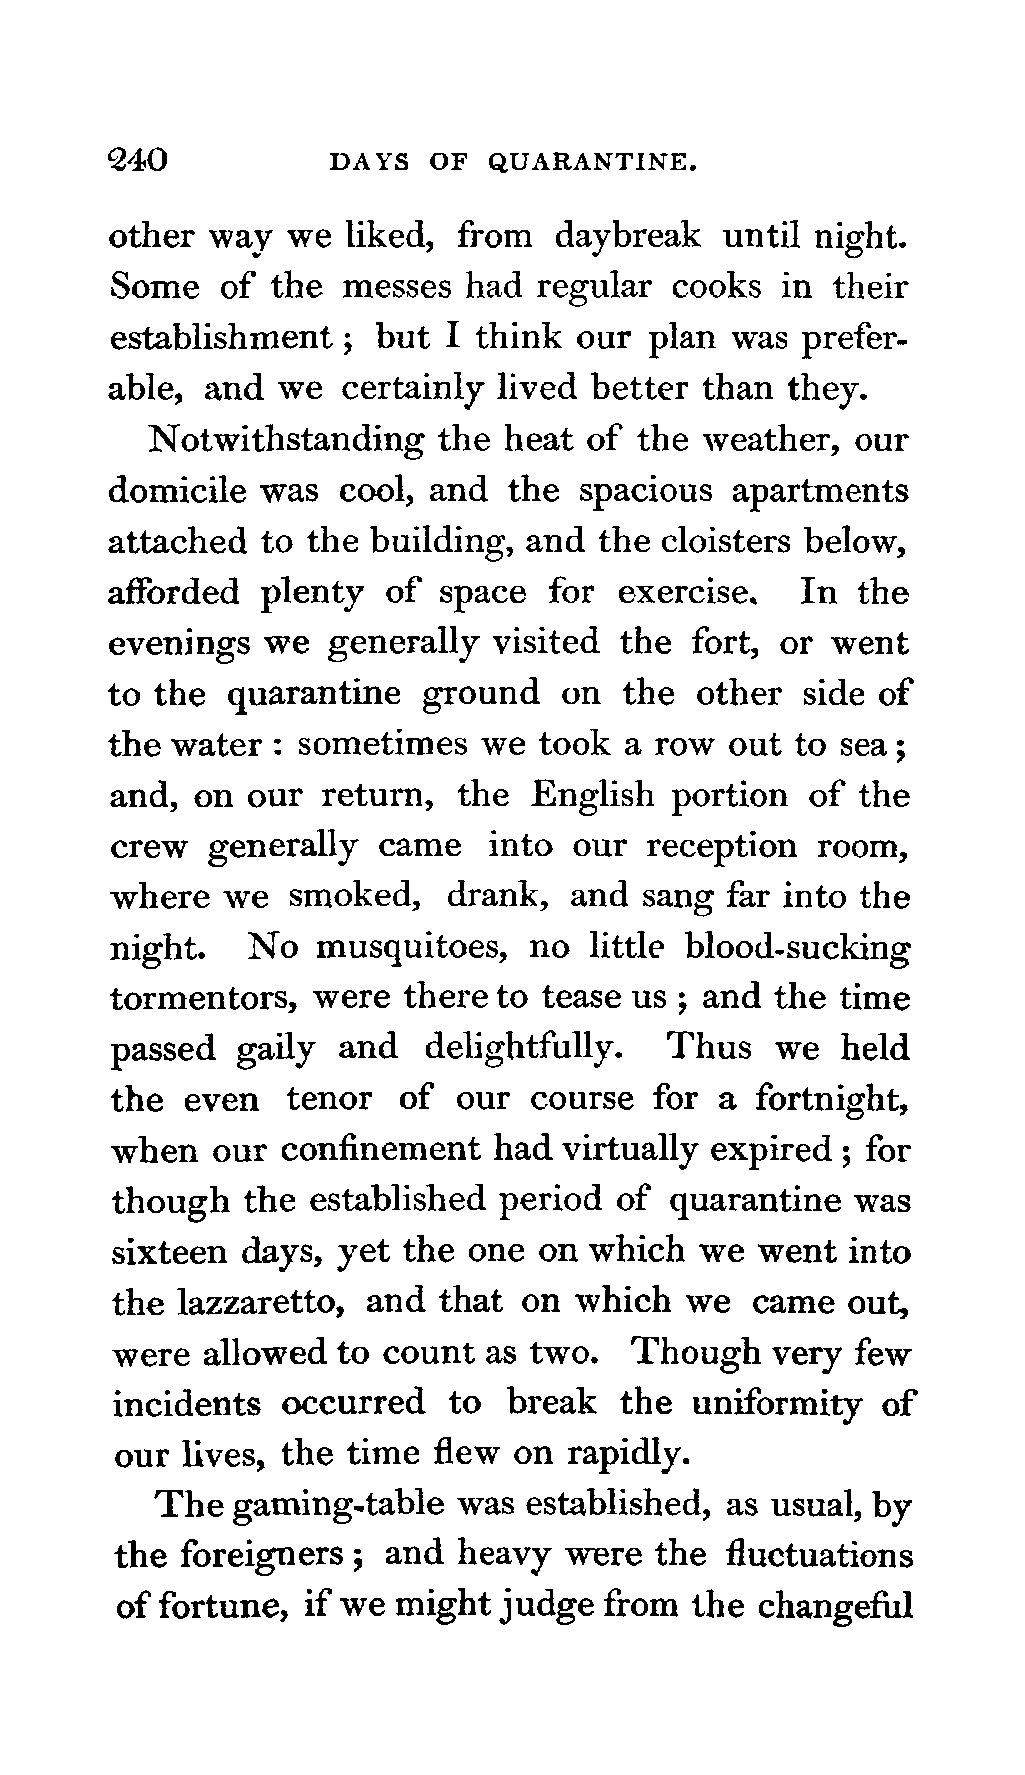 240 DAYS OF QUARANTINE.
other way we liked, from daybreak until night.
Some of the messes had regular cooks in their
establishment ; but I think our plan was prefer-
able, and we certainly lived better than they.
Notwithstanding the heat of the weather, our
domicile was cool, and the spacious apartments
attached to the building, and the cloisters below,
afforded plenty of space for exercise. In the
evenings we generally visited the fort, or went
to the quarantine ground on the other side of
the water : sometimes we took a row out to sea ;
and, on our return, the English portion of the
crew generally came into our reception room,
where we smoked, drank, and sang far into the
night. No musquitoes, no little blood-sucking
tormentors, were there to tease us ; and the time
passed gaily and delightfully. Thus we held
the even tenor of our course for a fortnight,
when our confinement had virtually expired ; for
though the established period of quarantine was
sixteen days, yet the one on which we went into
the lazzaretto, and that on which we came out,
were allowed to count as two. Though very few
incidents occurred to break the uniformity of
our lives, the time flew on rapidly.
The gaming-table was established, as usual, by
the foreigners ; and heavy were the fluctuations
of fortune, if we might judge from the changeful